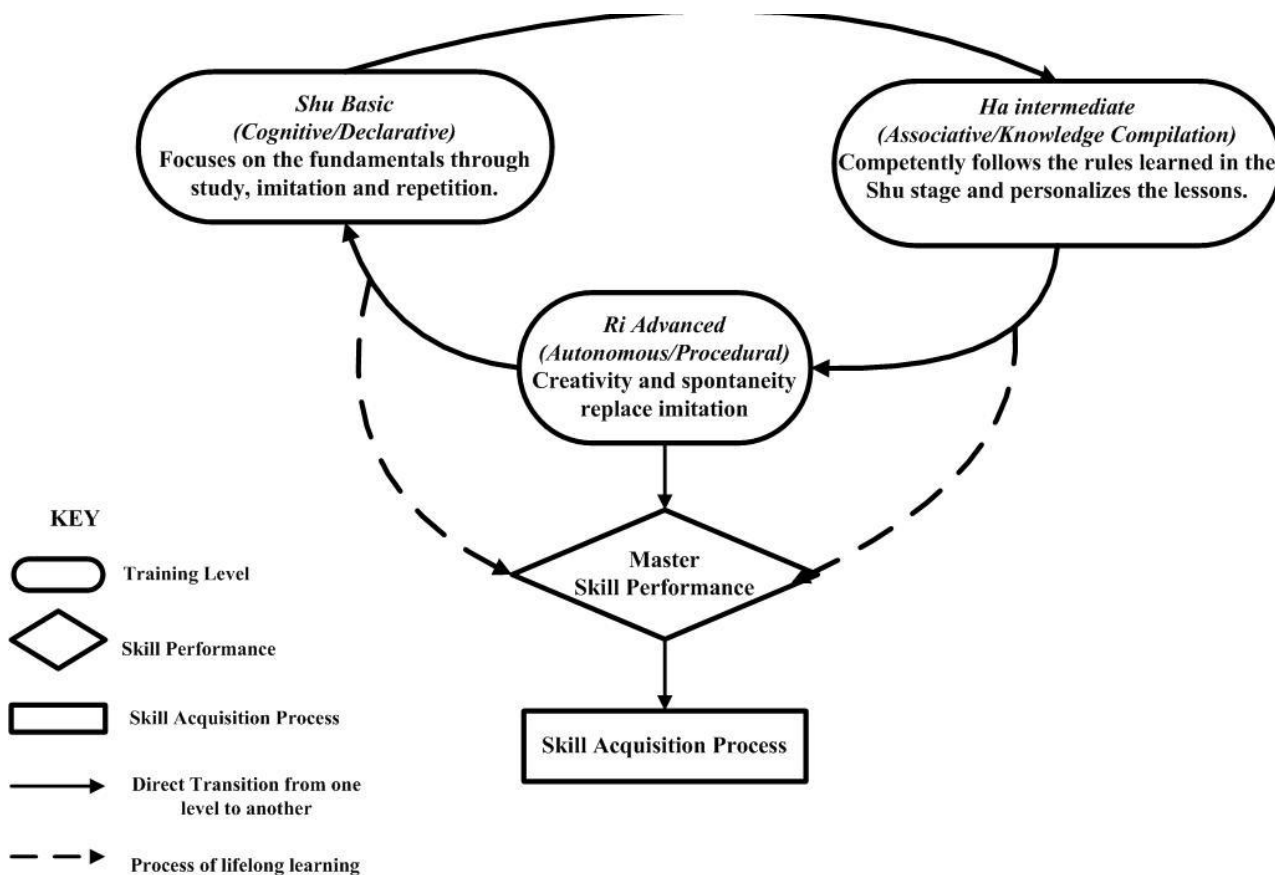 Shu Basic
(Cognitive/Declarative)
Focuses on the fundamentals through
study, imitation and repetition.
Ha intermediate
(Associative/Knowledge Compilation)
Competently follows the rules learned in the
Shu stage and personalizes the lessons.
Ri Advanced
(Autonomous/Procedural)
Creativity and spontaneity
replace imitation
Master
Skill Performance
Skill Acquisition Process
KEY
Training Level
Skill Performance
Skill Acquisition Process
Direct Transition from one
level to another
Process of lifelong learning